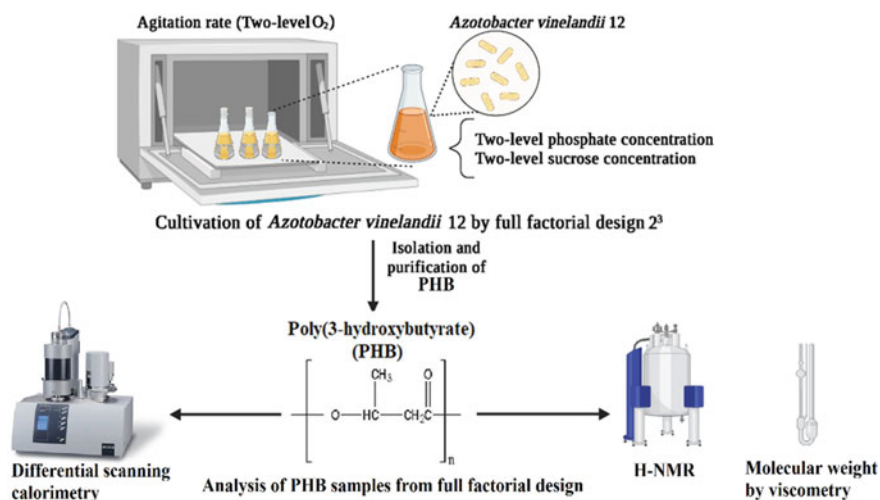 Agitation rate (Two-level O₂)
Azotobacter vinelandii 12
Two-level phosphate concentration
Two-level sucrose concentration
Cultivation of Azotobacter vinelandii 12 by full factorial design 2³
Isolation and
purification of
PHB
Poly(3-hydroxybutyrate)
(PHB)
CH₃
O
O
HC
CH₂C
n
Differential scanning
calorimetry
Analysis of PHB samples from full factorial design
H-NMR
Molecular weight
by viscometry